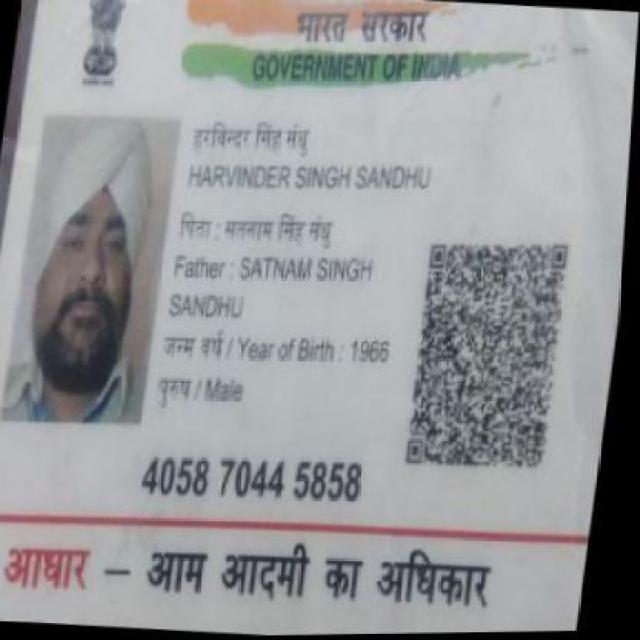 भारत सरकार
GOVERNMENT OF INDIA
हरविन्दर सिंह संधु
HARVINDER SINGH SANDHU
पिता : सतनाम सिंह संधु
Father : SATNAM SINGH
SANDHU
जन्म वर्ष / Year of Birth : 1966
पुरुष / Male
4058 7044 5858
आधार – आम आदमी का अधिकार